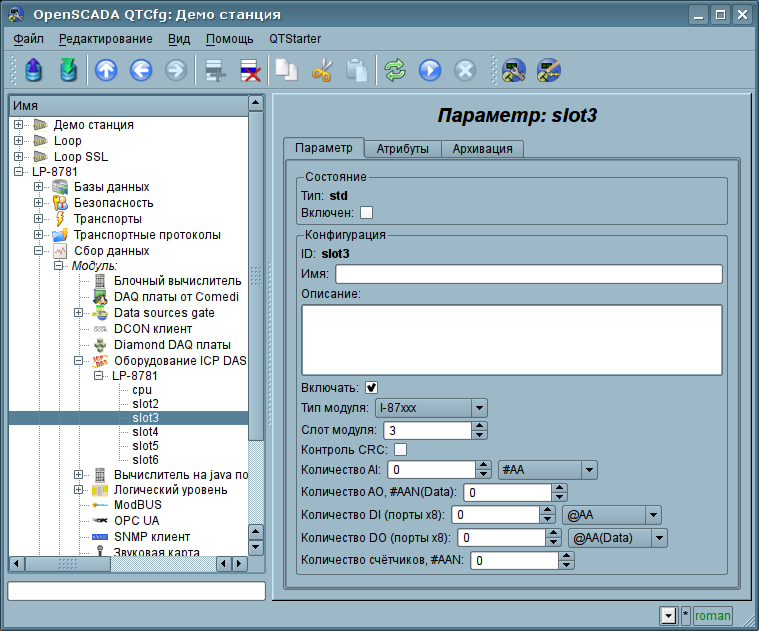 OpenSCADA QTCfg: Демо станция
Файл Редактирование Вид Помощь QTStarter
Имя
Демо станция
Loop
Loop SSL
LP-8781
Базы данных
Безопасность
Транспорты
Транспортные протоколы
Сбор данных
Модуль:
Блочный вычислитель
DAQ платы от Comedi
Data sources gate
DCON клиент
Diamond DAQ платы
Оборудование ICP DAS
LP-8781
cpu
slot2
slot3
slot4
slot5
slot6
Вычислитель на java по
Логический уровень
ModBUS
OPC UA
SNMP клиент
Звуковая карта
Параметр: slot3
Параметр Атрибуты Архивация
Состояние
Тип: std
Включен:
Конфигурация
ID: slot3
Имя:
Описание:
Включать:
Тип модуля: I-87xxx
Слот модуля: 3
Контроль CRC:
Количество AI: 0 #AA
Количество AO, #AAN(Data): 0
Количество DI (порты x8): 0 @AA
Количество DO (порты x8): 0 @AA(Data)
Количество счётчиков, #AAN: 0
* roman